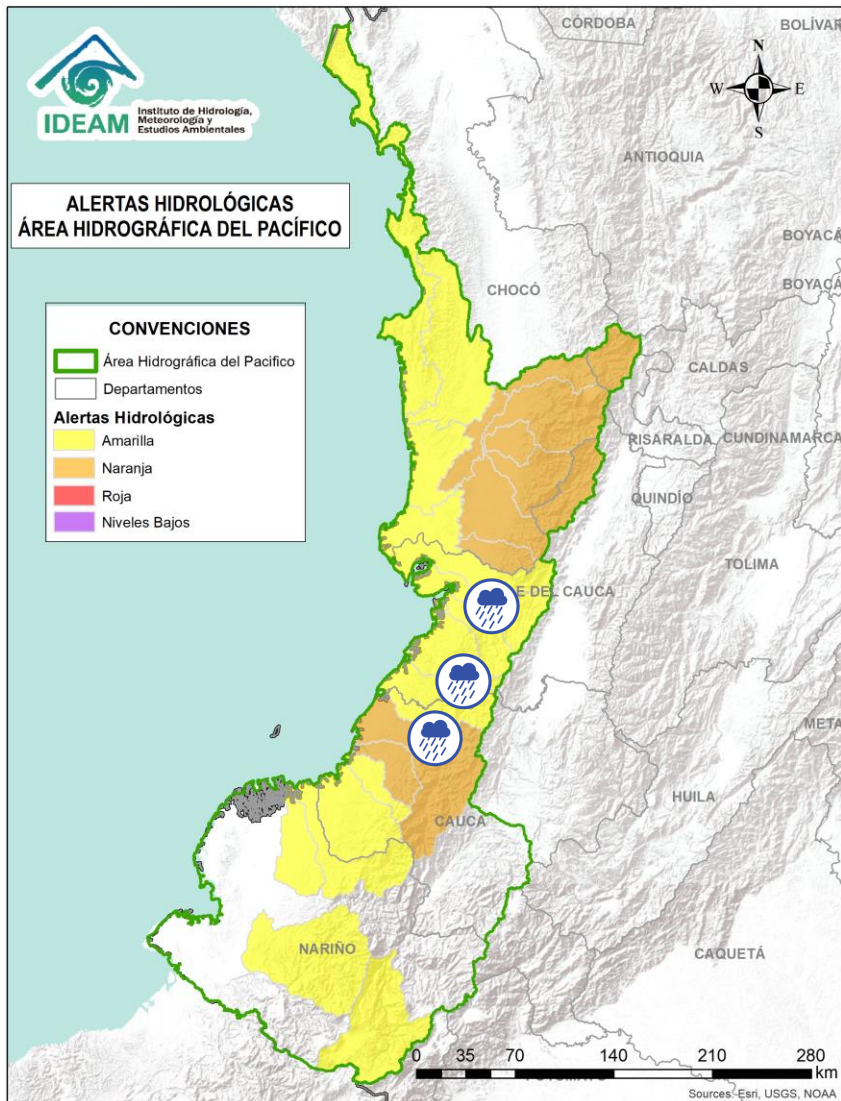 IDEAM
Instituto de Hidrología,
Meteorología y
Estudios Ambientales
ALERTAS HIDROLÓGICAS
ÁREA HIDROGRÁFICA DEL PACÍFICO
CONVENCIONES
Área Hidrográfica del Pacifico
Departamentos
Alertas Hidrológicas
Amarilla
Naranja
Roja
Niveles Bajos
N
W E
S
CÓRDOBA
BOLÍVAR
ANTIOQUIA
BOYACÁ
BOYACÁ
CHOCÓ
CALDAS
RISARALDA
CUNDINAMARCA
QUINDÍO
TOLIMA
E DEL CAUCA
META
HUILA
CAUCA
NARIÑO
CAQUETÁ
0 35 70 140 210 280
km
Sources: Esri, USGS, NOAA